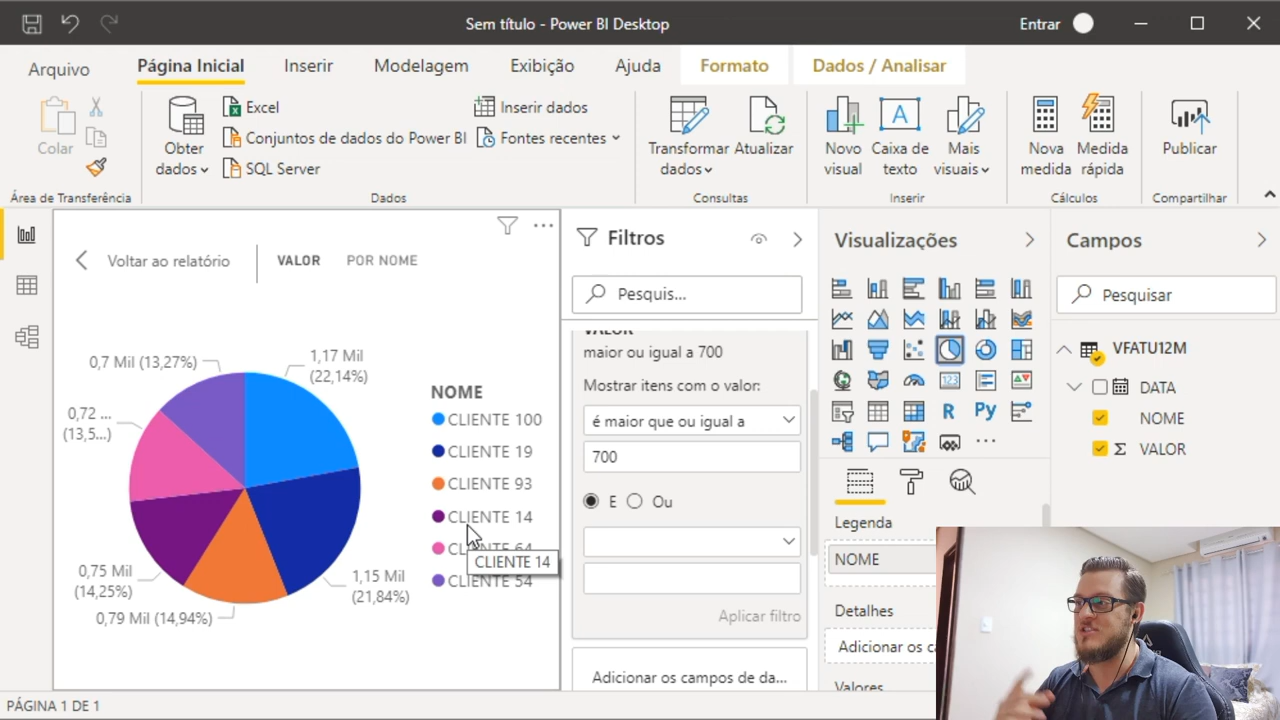 Sem título - Power BI Desktop
Entrar
Arquivo
Página Inicial
Inserir
Modelagem
Exibição
Ajuda
Formato
Dados / Analisar
Colar
Área de Transferência
Obter
dados
Excel
Conjuntos de dados do Power BI
SQL Server
Inserir dados
Fontes recentes
Dados
Transformar
dados
Atualizar
Consultas
Novo
visual
Caixa de
texto
Mais
visuais
Inserir
Nova
medida
Medida
rápida
Cálculos
Publicar
Compartilhar
Voltar ao relatório
VALOR
POR NOME
0,7 Mil (13,27%)
1,17 Mil
(22,14%)
0,72 ...
(13,5...)
0,75 Mil
(14,25%)
0,79 Mil (14,94%)
1,15 Mil
(21,84%)
NOME
CLIENTE 100
CLIENTE 19
CLIENTE 93
CLIENTE 14
CLIENTE 64
CLIENTE 14
CLIENTE 54
Filtros
Pesquis...
VALOR
maior ou igual a 700
Mostrar itens com o valor:
é maior que ou igual a
700
E
Ou
Aplicar filtro
Adicionar os campos de da...
Visualizações
123
R
Py
Legenda
NOME
Detalhes
Adicionar os ca
Valores
Campos
Pesquisar
VFATU12M
DATA
NOME
VALOR
PÁGINA 1 DE 1